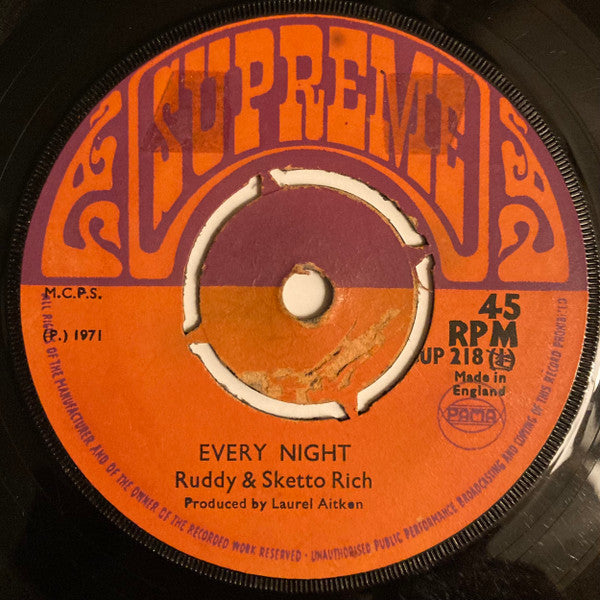 SUPREME
M.C.P.S.
(P.) 1971
45
RPM
UP 218
Made in
England
PAMA
EVERY NIGHT
Ruddy & Sketto Rich
Produced by Laurel Aitken
ALL RIGHTS OF THE MANUFACTURER AND OF THE OWNER OF THE RECORDED WORK RESERVED · UNAUTHORISED PUBLIC PERFORMANCE BROADCASTING AND COPYING OF THIS RECORD PROHIBITED